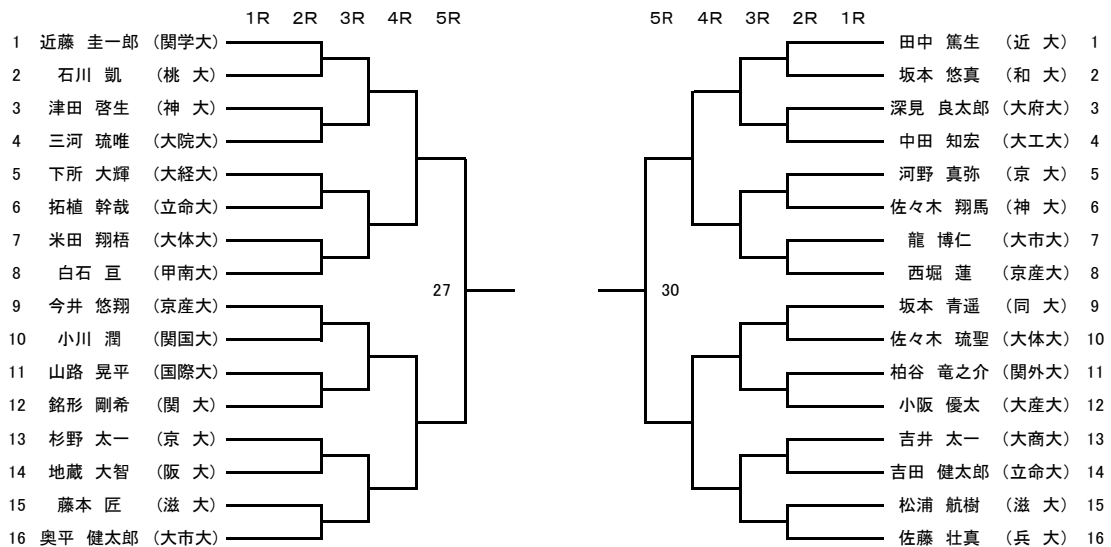 1R 2R 3R 4R 5R
1 近藤 圭一郎 (関学大)
2 石川 凱 (桃 大)
3 津田 啓生 (神 大)
4 三河 琉唯 (大院大)
5 下所 大輝 (大経大)
6 拓植 幹哉 (立命大)
7 米田 翔梧 (大体大)
8 白石 亘 (甲南大)
9 今井 悠翔 (京産大)
10 小川 潤 (関国大)
11 山路 晃平 (国際大)
12 銘形 剛希 (関 大)
13 杉野 太一 (京 大)
14 地蔵 大智 (阪 大)
15 藤本 匠 (滋 大)
16 奥平 健太郎 (大市大)
27
5R 4R 3R 2R 1R
田中 篤生 (近 大) 1
坂本 悠真 (和 大) 2
深見 良太郎 (大府大) 3
中田 知宏 (大工大) 4
河野 真弥 (京 大) 5
佐々木 翔馬 (神 大) 6
龍 博仁 (大市大) 7
西堀 蓮 (京産大) 8
坂本 青遥 (同 大) 9
佐々木 琉聖 (大体大) 10
柏谷 竜之介 (関外大) 11
小阪 優太 (大産大) 12
吉井 太一 (大商大) 13
吉田 健太郎 (立命大) 14
松浦 航樹 (滋 大) 15
佐藤 壮真 (兵 大) 16
30